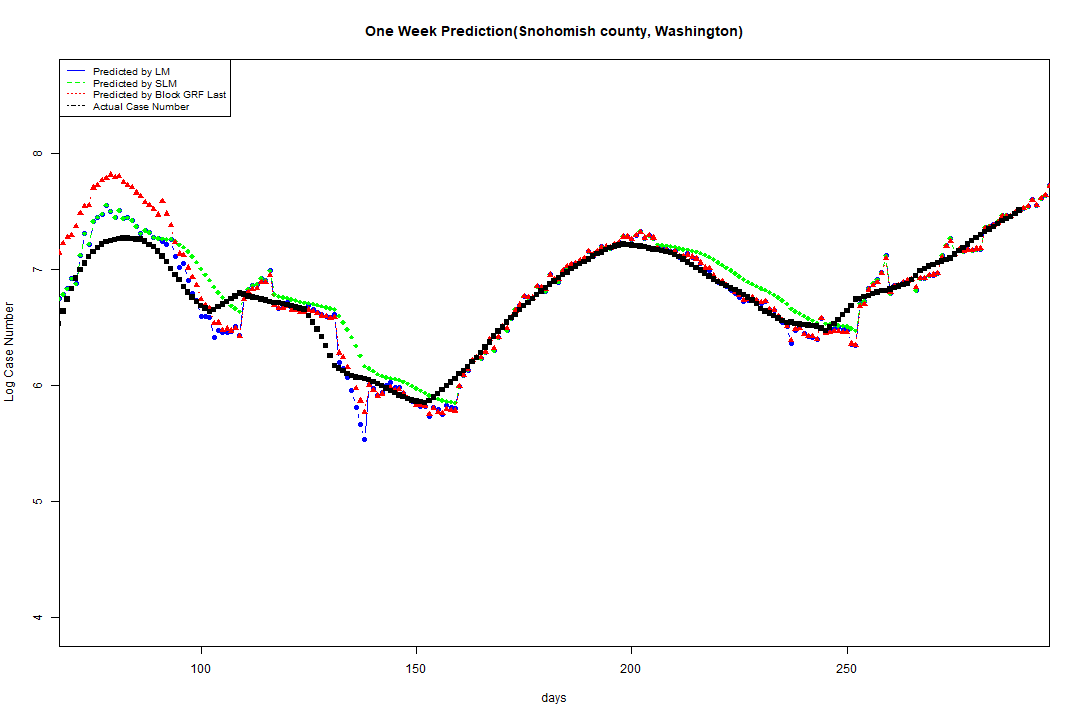 One Week Prediction(Snohomish county, Washington)
Predicted by LM
Predicted by SLM
Predicted by Block GRF Last
Actual Case Number
8
7
6
5
4
Log Case Number
100
150
200
250
days